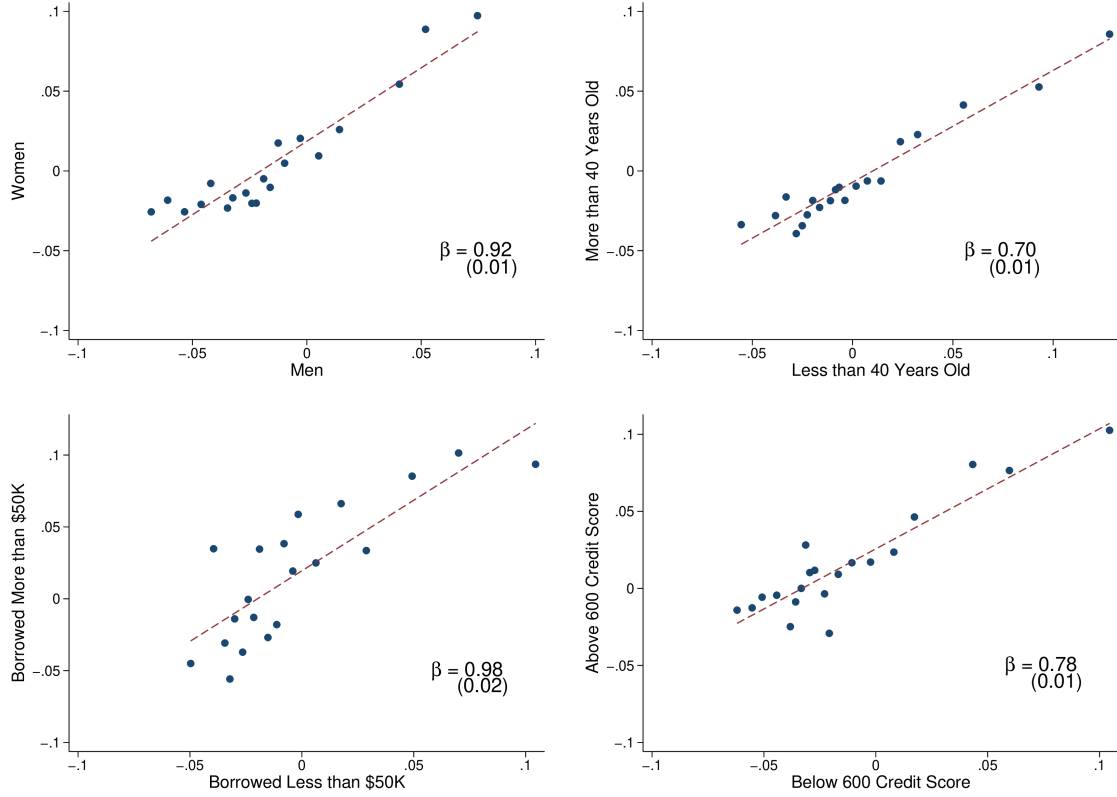 .1
.05
0
−.05
−.1
Women
β = 0.92
(0.01)
−.1 −.05 0 .05 .1
Men
.1
.05
0
−.05
−.1
More than 40 Years Old
β = 0.70
(0.01)
−.1 −.05 0 .05 .1
Less than 40 Years Old
.1
.05
0
−.05
−.1
Borrowed More than $50K
β = 0.98
(0.02)
−.1 −.05 0 .05 .1
Borrowed Less than $50K
.1
.05
0
−.05
−.1
Above 600 Credit Score
β = 0.78
(0.01)
−.1 −.05 0 .05 .1
Below 600 Credit Score